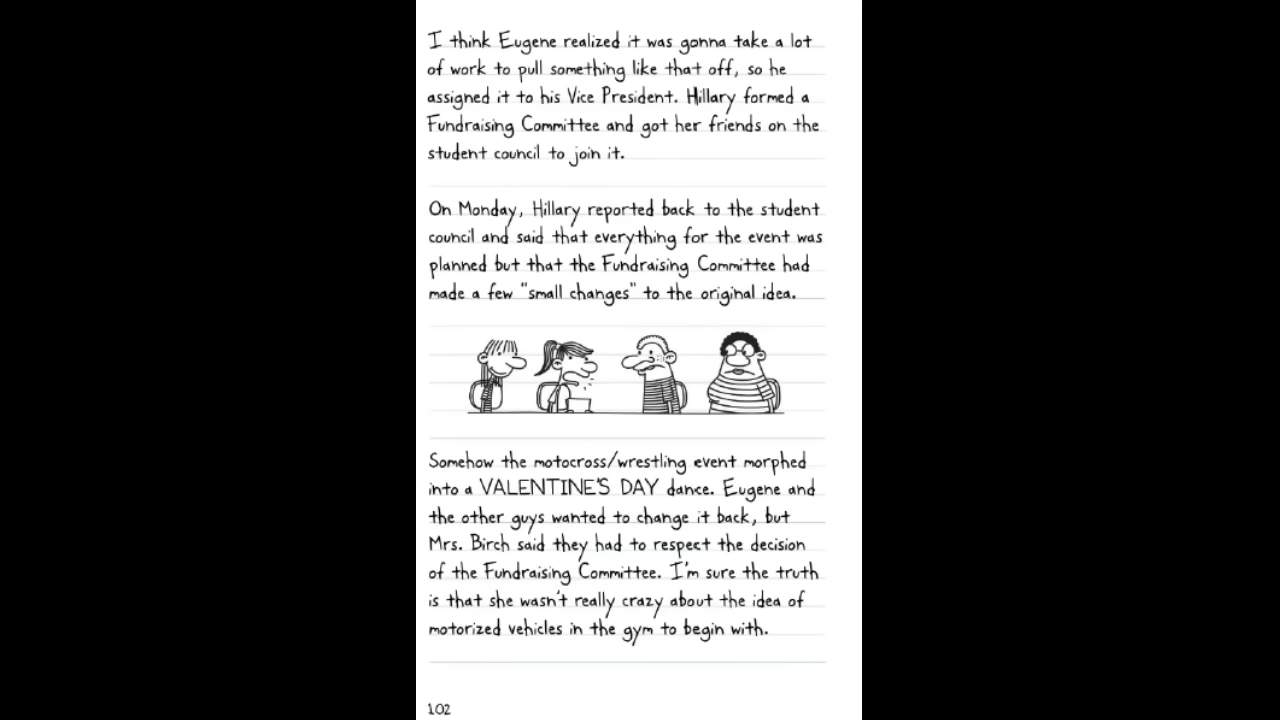 I think Eugene realized it was gonna take a lot
of work to pull something like that off, so he
assigned it to his Vice President. Hillary formed a
Fundraising Committee and got her friends on the
student council to join it.
On Monday, Hillary reported back to the student
council and said that everything for the event was
planned but that the Fundraising Committee had
made a few “small changes” to the original idea.
Somehow the motocross/wrestling event morphed
into a VALENTINE'S DAY dance. Eugene and
the other guys wanted to change it back, but
Mrs. Birch said they had to respect the decision
of the Fundraising Committee. I'm sure the truth
is that she wasn't really crazy about the idea of
motorized vehicles in the gym to begin with.
102